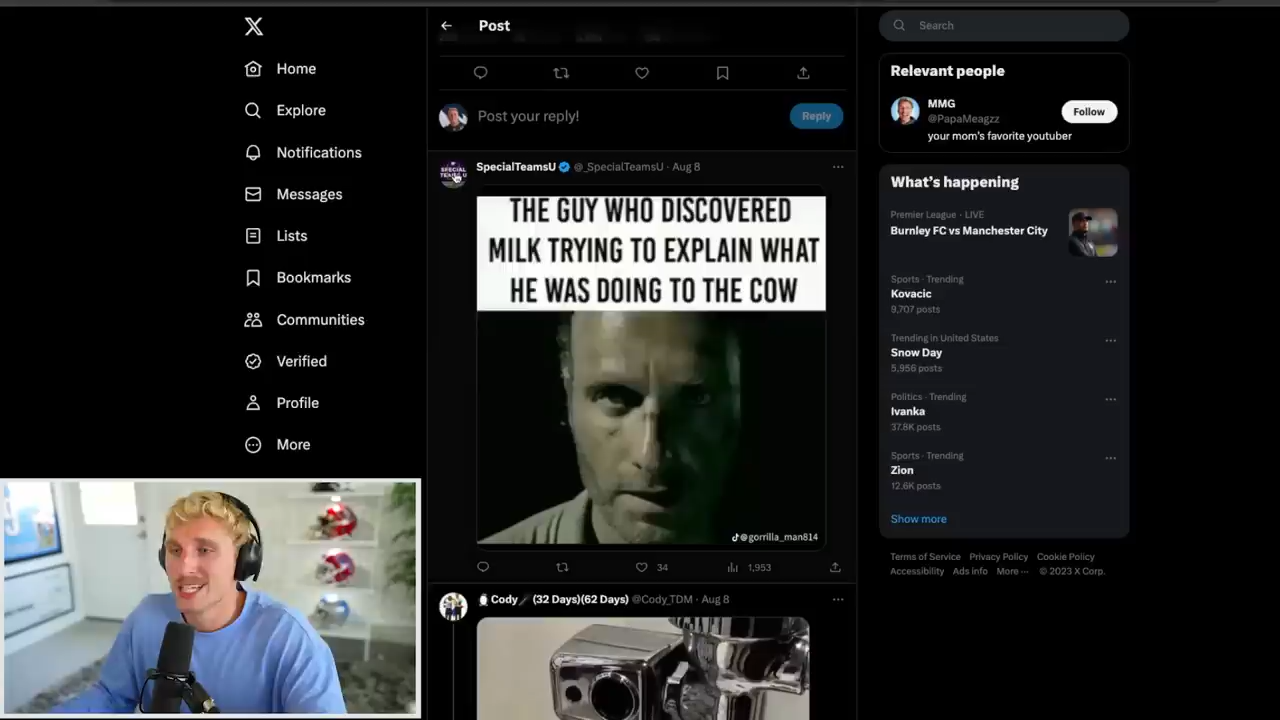 Home
Explore
Notifications
Messages
Lists
Bookmarks
Communities
Verified
Profile
More
Post
Post your reply!
Reply
SPECIAL
TEAMS U
SpecialTeamsU @_SpecialTeamsU · Aug 8
THE GUY WHO DISCOVERED
MILK TRYING TO EXPLAIN WHAT
HE WAS DOING TO THE COW
@gorrilla_man814
34
1,953
Cody (32 Days)(62 Days) @Cody_TDM · Aug 8
Search
Relevant people
MMG
@PapaMeagzz
Follow
your mom's favorite youtuber
What's happening
Premier League · LIVE
Burnley FC vs Manchester City
Sports · Trending
Kovacic
9,707 posts
Trending in United States
Snow Day
5,956 posts
Politics · Trending
Ivanka
37.8K posts
Sports · Trending
Zion
12.6K posts
Show more
Terms of Service Privacy Policy Cookie Policy
Accessibility Ads info More ··· © 2023 X Corp.